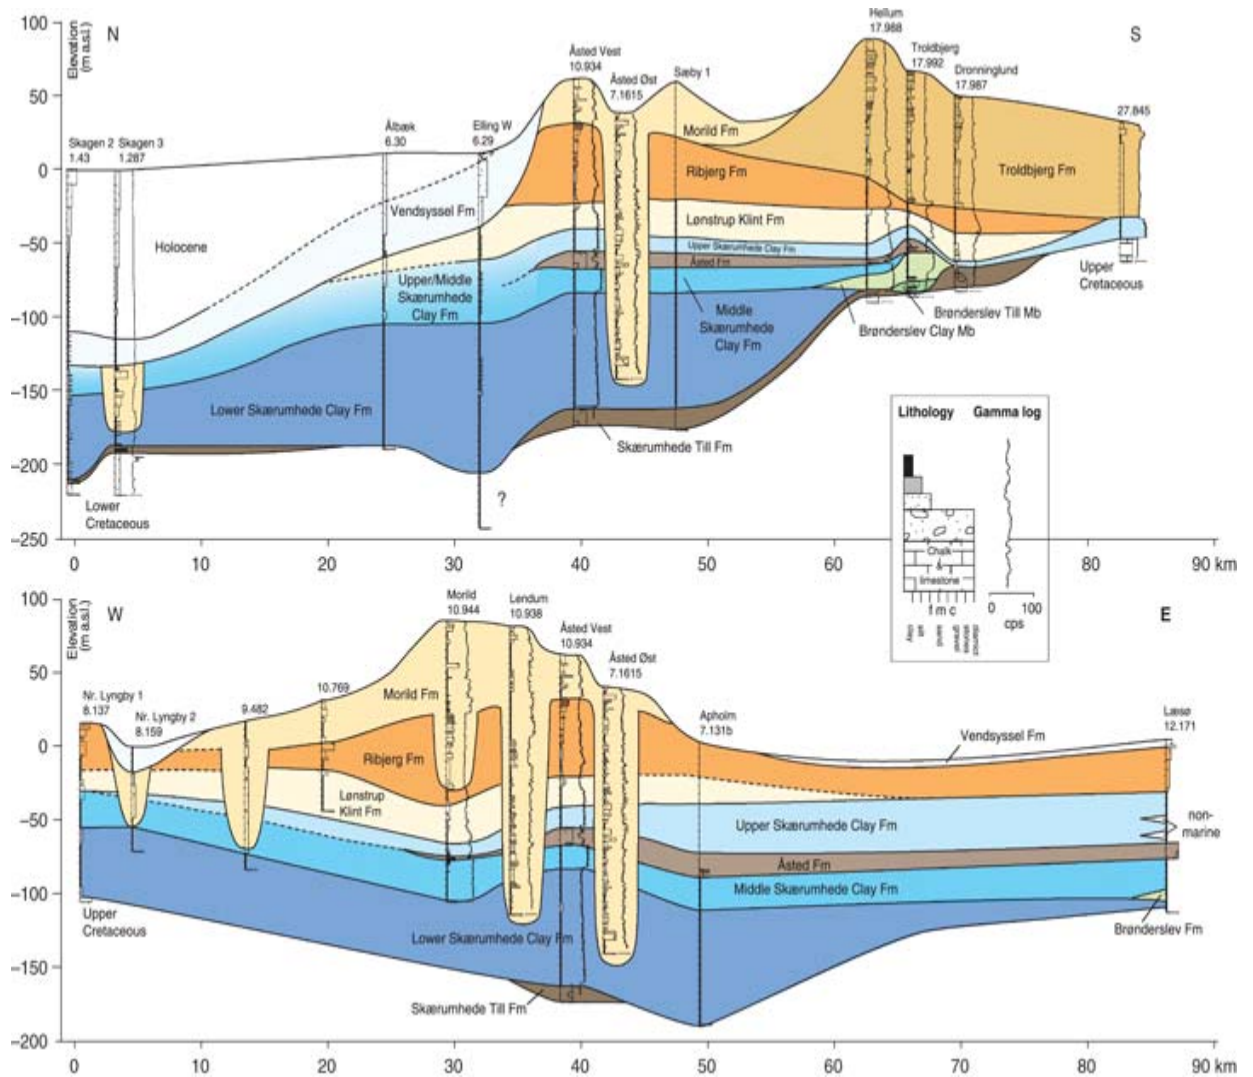 100
50
0
–50
–100
–150
–200
–250
Elevation
(m a.s.l.)
N
S
Skagen 2
1.43
Skagen 3
1.287
Ålbæk
6.30
Elling W
6.29
Åsted Vest
10.934
Åsted Øst
7.1615
Sæby 1
Hellum
17.988
Troldbjerg
17.992
Dronninglund
17.987
27.845
Holocene
Vendsyssel Fm
Morild Fm
Ribjerg Fm
Troldbjerg Fm
Lønstrup Klint Fm
Upper Skærumhede Clay Fm
Åsted Fm
Upper/Middle
Skærumhede
Clay Fm
Middle
Skærumhede
Clay Fm
Brønderslev Till Mb
Brønderslev Clay Mb
Upper
Cretaceous
Lower Skærumhede Clay Fm
Skærumhede Till Fm
Lower
Cretaceous
?
0
10
20
30
40
50
60
70
80
90 km
Lithology
Gamma log
Chalk
&
limestone
f m c
clay
silt
sand
gravel
stones
diamict
0
100
cps
100
50
0
–50
–100
–150
–200
Elevation
(m a.s.l.)
W
E
Nr. Lyngby 1
8.137
Nr. Lyngby 2
8.159
9.482
10.769
Morild
10.944
Lendum
10.938
Åsted Vest
10.934
Åsted Øst
7.1615
Apholm
7.131b
Læsø
12.171
Morild Fm
Vendsyssel Fm
Ribjerg Fm
Lønstrup
Klint Fm
Upper Skærumhede Clay Fm
non-
marine
Åsted Fm
Middle Skærumhede Clay Fm
Brønderslev Fm
Upper
Cretaceous
Lower Skærumhede Clay Fm
Skærumhede Till Fm
0
10
20
30
40
50
60
70
80
90 km